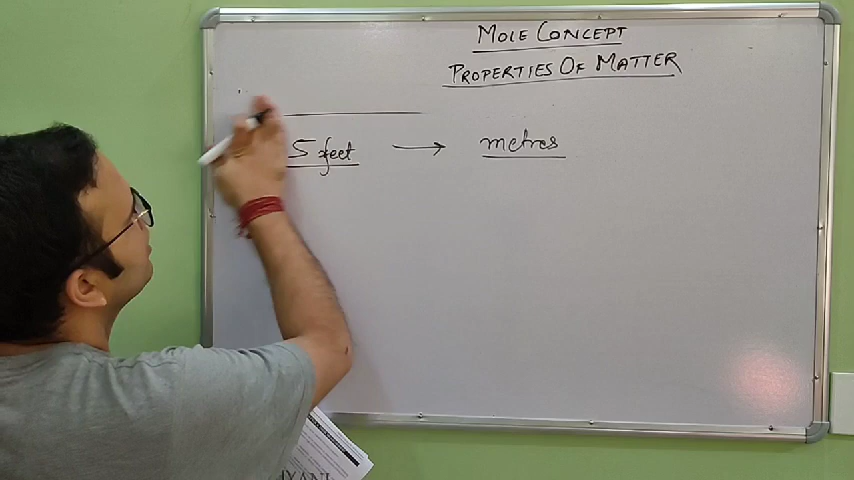 MOLE CONCEPT
PROPERTIES OF MATTER
5 feet → metres